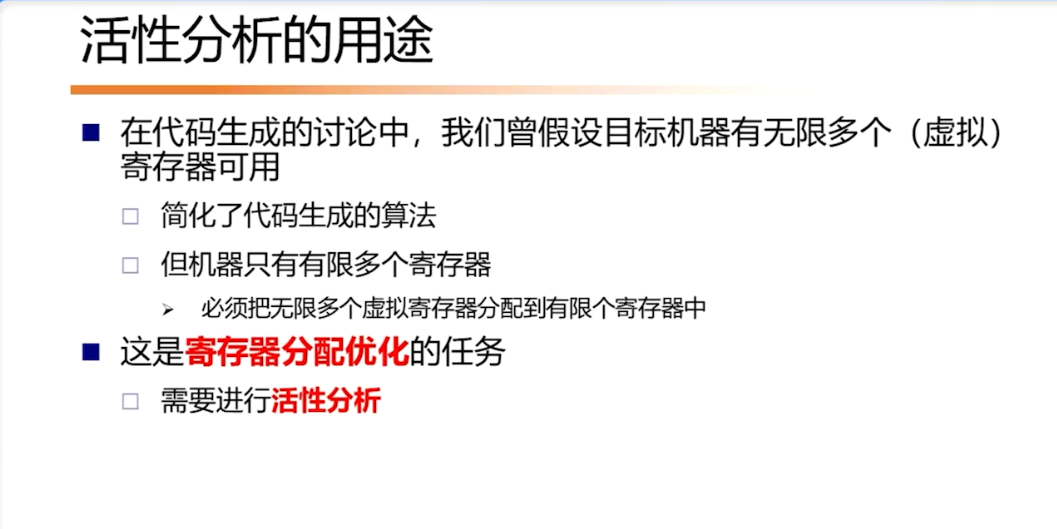 活性分析的用途
在代码生成的讨论中，我们曾假设目标机器有无限多个（虚拟）
寄存器可用
简化了代码生成的算法
但机器只有有限多个寄存器
必须把无限多个虚拟寄存器分配到有限个寄存器中
这是寄存器分配优化的任务
需要进行活性分析